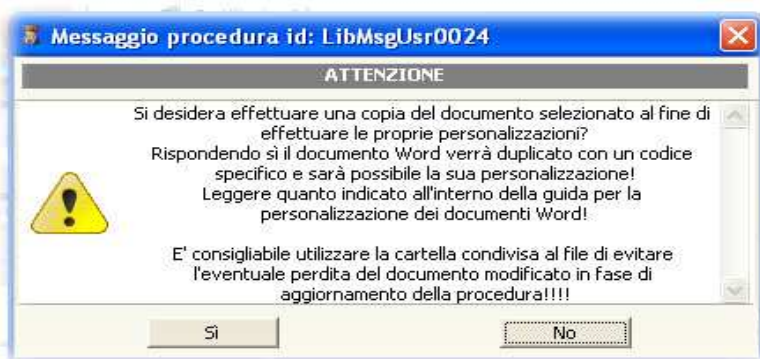 Messaggio procedura id: LibMsgUsr0024
ATTENZIONE
Si desidera effettuare una copia del documento selezionato al fine di
effettuare le proprie personalizzazioni?
Rispondendo sì il documento Word verrà duplicato con un codice
specifico e sarà possibile la sua personalizzazione!
Leggere quanto indicato all'interno della guida per la
personalizzazione dei documenti Word!
E' consigliabile utilizzare la cartella condivisa al file di evitare
l'eventuale perdita del documento modificato in fase di
aggiornamento della procedura!!!!
Sì
No